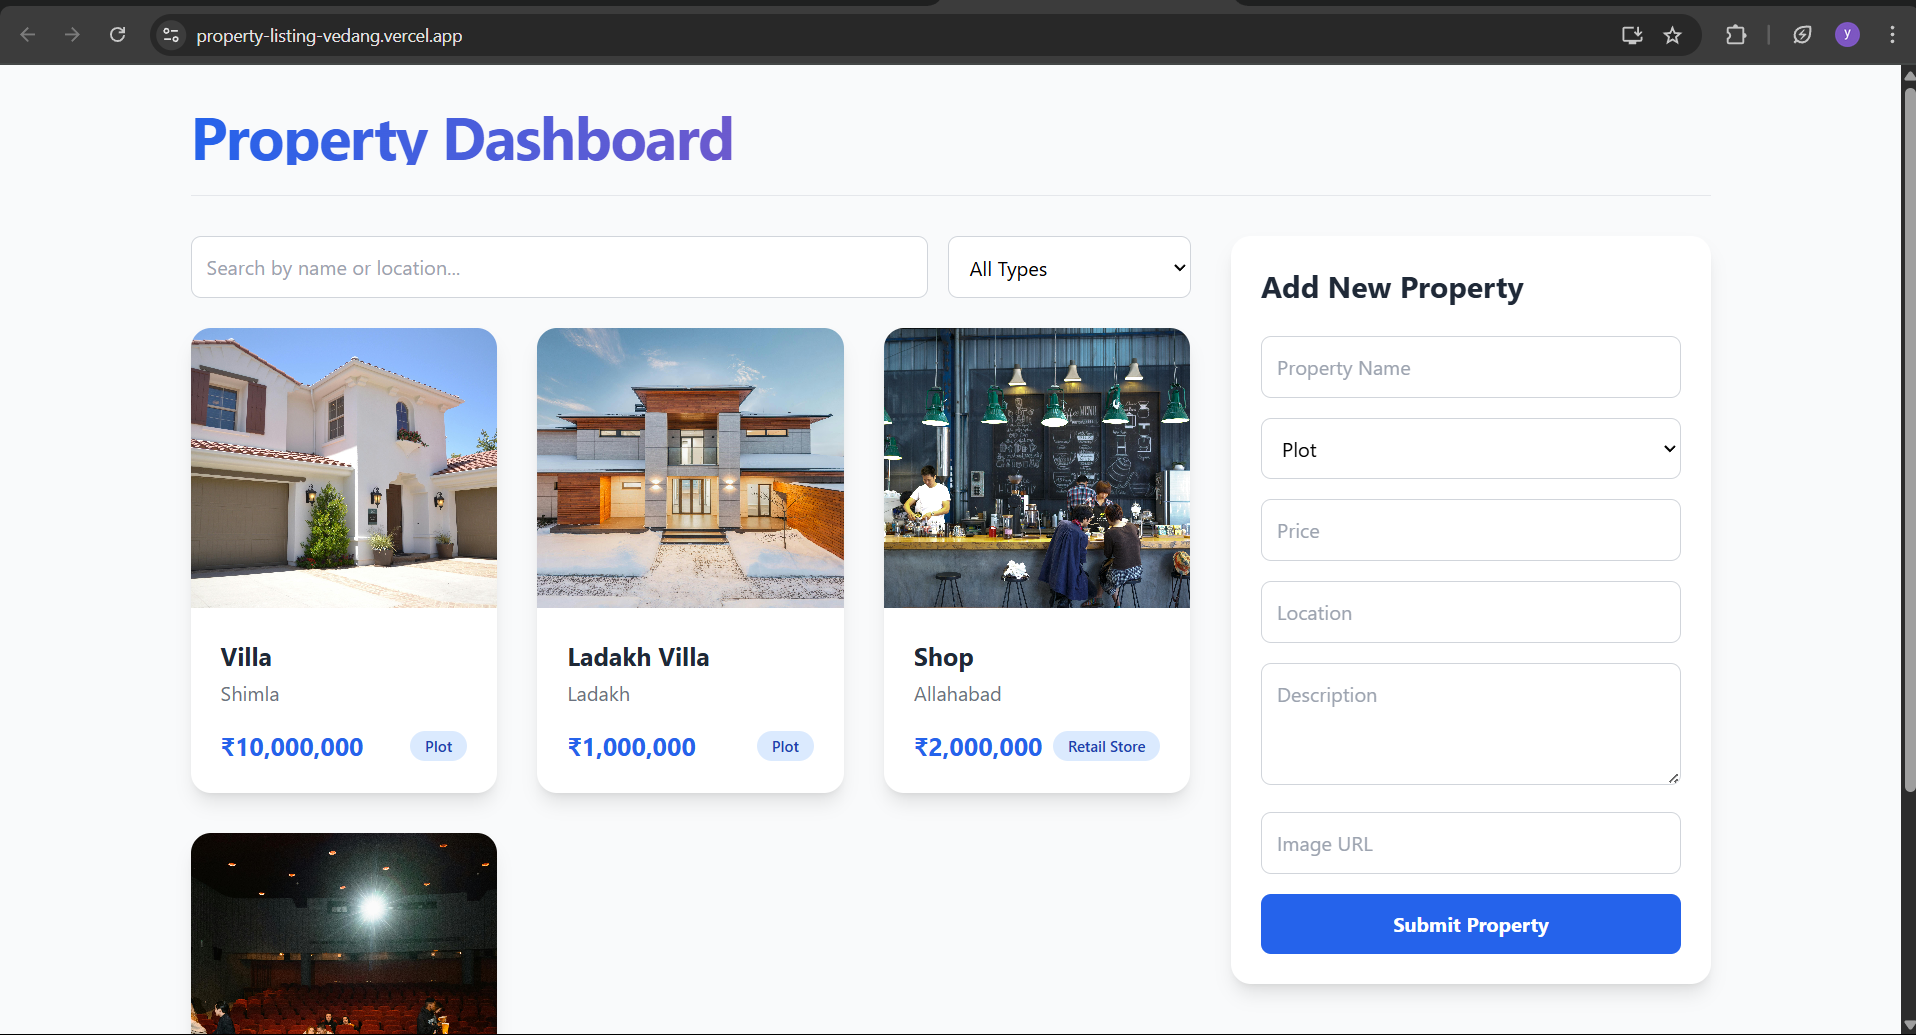 property-listing-vedang.vercel.app
y
Property Dashboard
Search by name or location...
All Types
Villa
Shimla
₹10,000,000
Plot
Ladakh Villa
Ladakh
₹1,000,000
Plot
Shop
Allahabad
₹2,000,000
Retail Store
Add New Property
Property Name
Plot
Price
Location
Description
Image URL
Submit Property